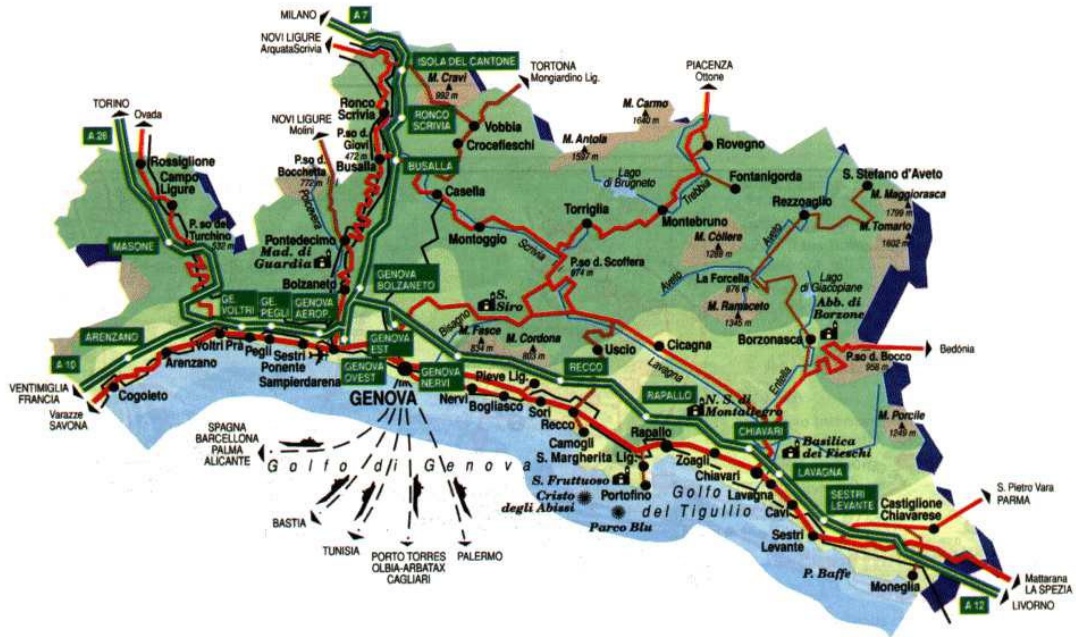 MILANO
A 7
NOVI LIGURE
ArquataScrivia
ISOLA DEL CANTONE
M. Cravi
992 m
TORTONA
Mongiardino Lig.
PIACENZA
Ottone
TORINO
Ovada
A 26
NOVI LIGURE
Molini
Ronco
Scrivia
RONCO
SCRIVIA
Vobbia
Crocefieschi
M. Carmo
1640 m
M. Antola
1597 m
Rovegno
P.so d.
Giovi
472 m
Busalla
BUSALLA
Rossiglione
Campo
Ligure
P.so d.
Bocchetta
772 m
Polcevera
Casella
Lago
di Brugneto
Trebbia
Fontanigorda
S. Stefano d'Aveto
M. Maggiorasca
1799 m
Rezzoaglio
M. Tomarlo
1602 m
P. so del
Turchino
532 m
MASONE
Pontedecimo
Mad. di
Guardia
Montoggio
Torriglia
Montebruno
Scrivia
M. Còllere
1289 m
Aveto
P.so d. Scoffera
974 m
Bolzaneto
GENOVA
BOLZANETO
La Forcella
876 m
Aveto
Lago
di Giacopiane
Abb. di
Borzone
GE.
VOLTRI
GE.
PEGLI
GENOVA
AEROP.
S.
Siro
M. Ramaceto
1345 m
Bisagno
M. Fasce
834 m
M. Cordona
803 m
Uscio
Cicagna
Borzonasca
Bedónia
P.so d. Bocco
956 m
ARENZANO
A 10
Voltri
Prà
Pegli
Sestri
Ponente
Sampierdarena
GENOVA
EST
GENOVA
OVEST
GENOVA
NERVI
Arenzano
RECCO
Lavagna
Entella
VENTIMIGLIA
FRANCIA
Cogoleto
Varazze
SAVONA
GENOVA
Pieve Lig.
Nervi
Bogliasco
Sori
Recco
RAPALLO
N. S. di
Montallegro
M. Porcile
1249 m
CHIAVARI
Basilica
dei Fieschi
Camogli
S. Margherita Lig.
Rapallo
Zoagli
Chiavari
LAVAGNA
SPAGNA
BARCELLONA
PALMA
ALICANTE
Golfo di Genova
S. Fruttuoso
Portofino
Cristo
degli Abissi
Parco Blu
Golfo
del Tigullio
Lavagna
Cavi
SESTRI
LEVANTE
Castiglione
Chiavarese
S. Pietro Vara
PARMA
BASTIA
TUNISIA
PORTO TORRES
OLBIA-ARBATAX
CAGLIARI
PALERMO
Sestri
Levante
P. Baffe
Moneglia
A 12
Mattarana
LA SPEZIA
LIVORNO